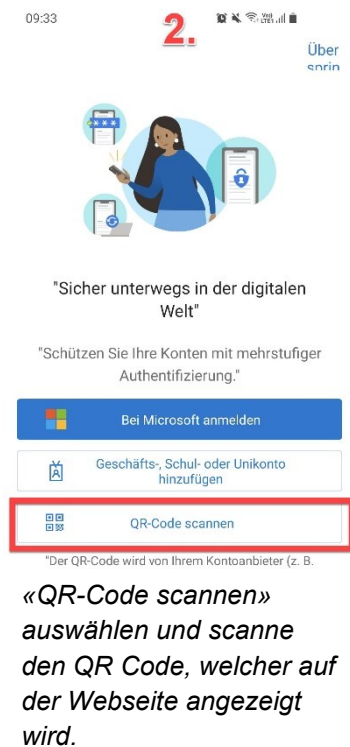 09:33
2.
Über
sprin
"Sicher unterwegs in der digitalen
Welt"
"Schützen Sie Ihre Konten mit mehrstufiger
Authentifizierung."
Bei Microsoft anmelden
Geschäfts-, Schul- oder Unikonto
hinzufügen
QR-Code scannen
"Der QR-Code wird von Ihrem Kontoanbieter (z. B.
«QR-Code scannen»
auswählen und scanne
den QR Code, welcher auf
der Webseite angezeigt
wird.